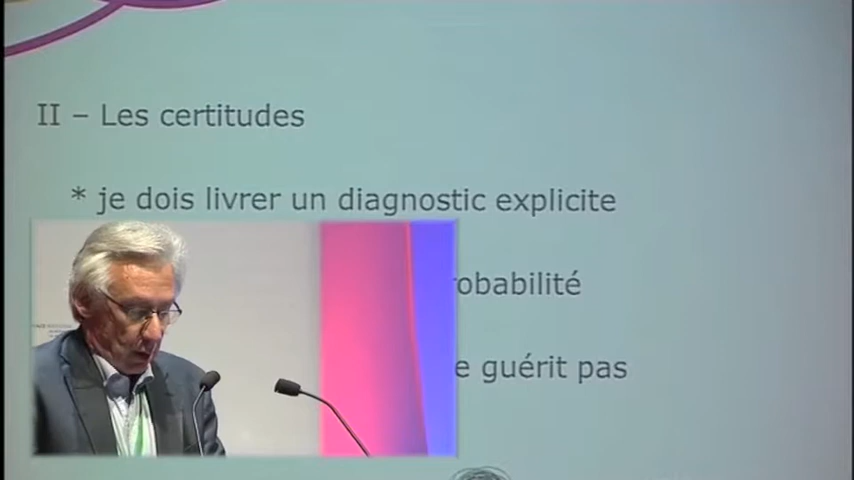 II – Les certitudes
* je dois livrer un diagnostic explicite
robabilité
e guérit pas